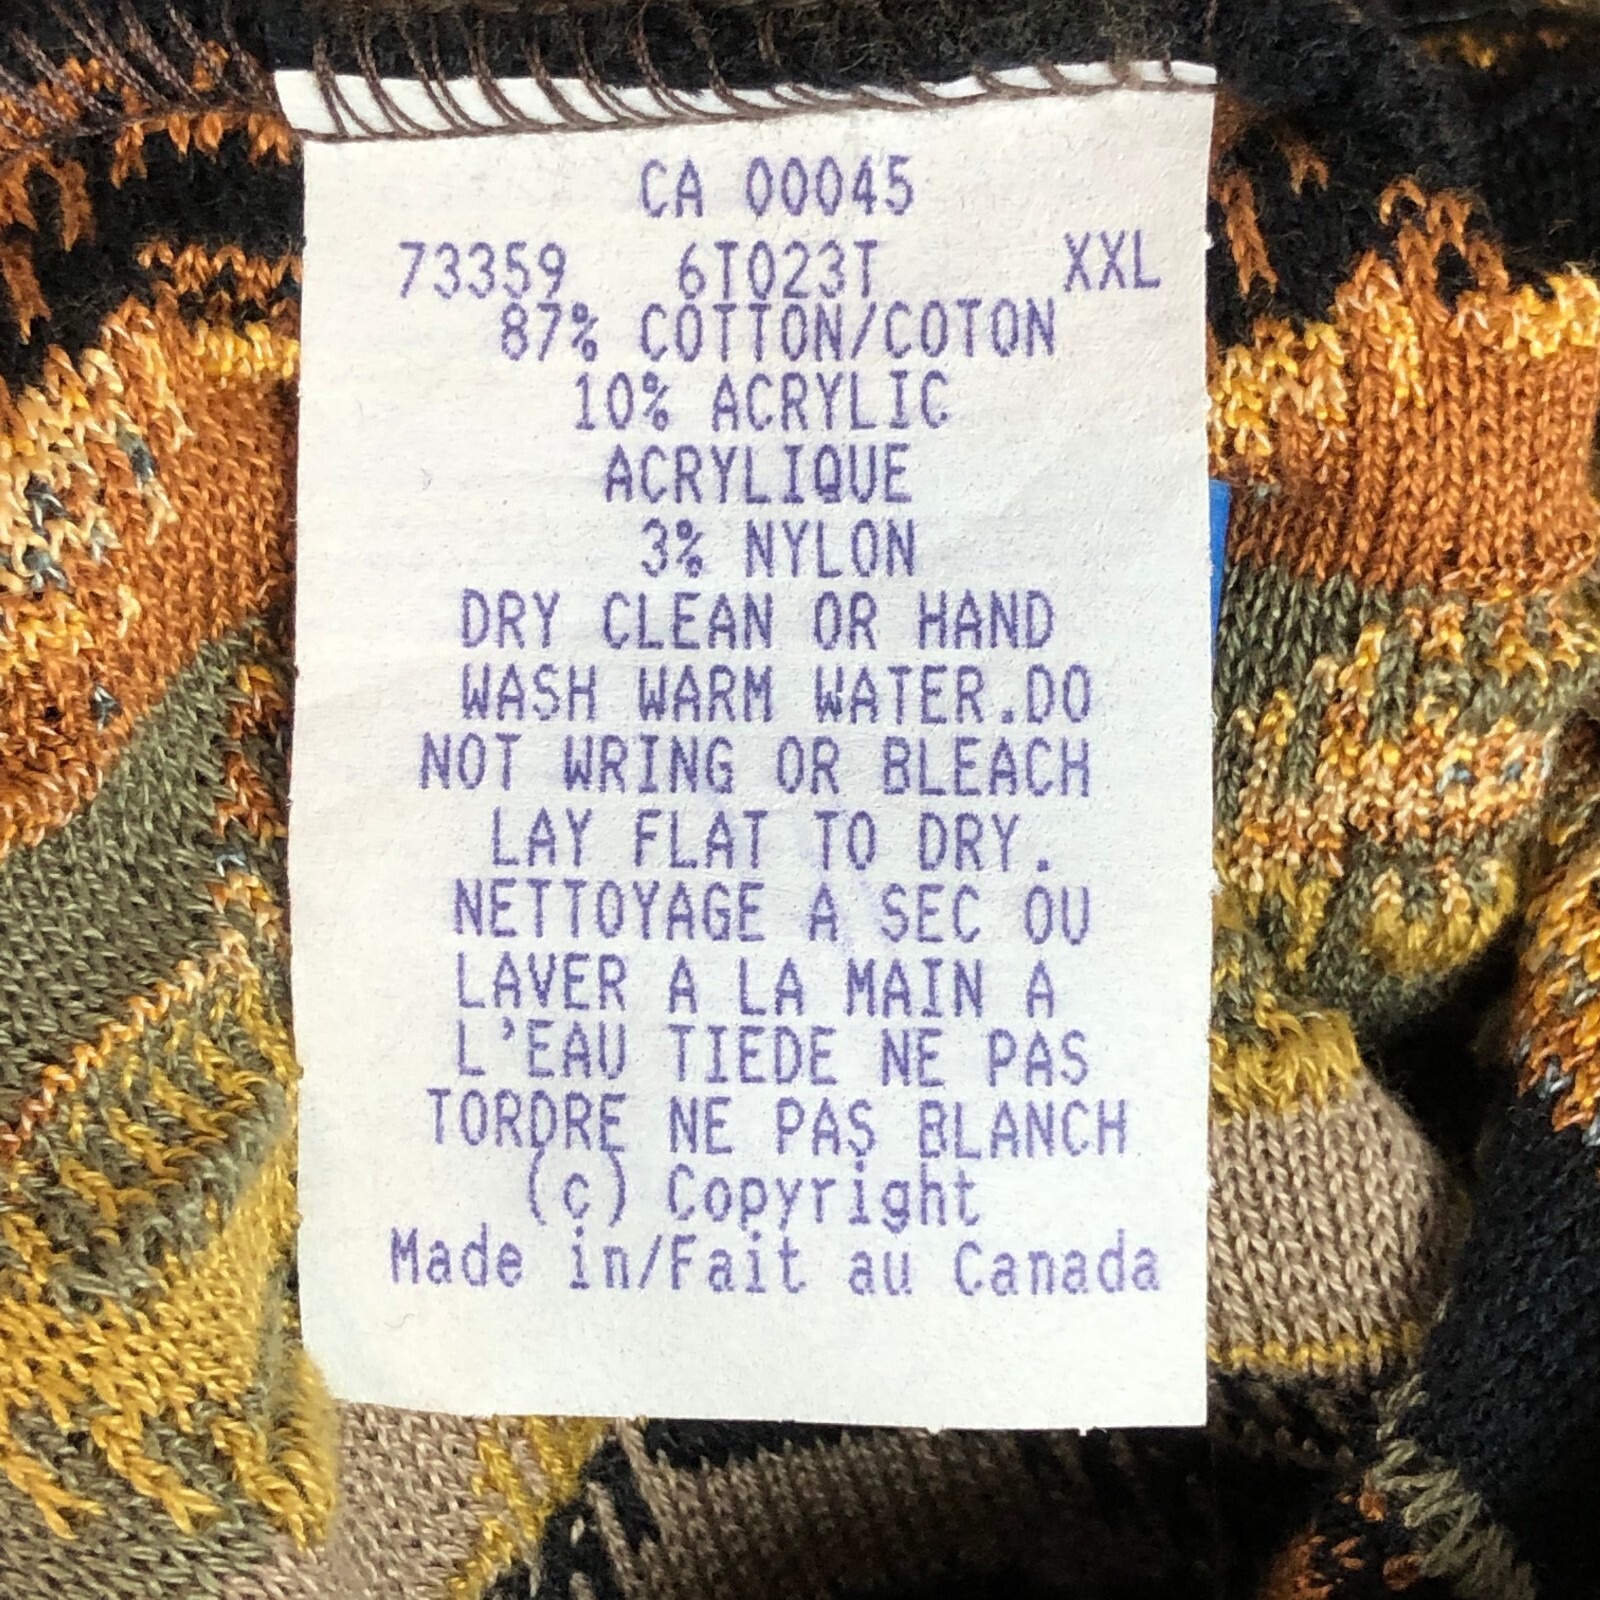 CA 00045
73359 6T023T XXL
87% COTTON/COTON
10% ACRYLIC
ACRYLIQUE
3% NYLON
DRY CLEAN OR HAND
WASH WARM WATER.DO
NOT WRING OR BLEACH
LAY FLAT TO DRY.
NETTOYAGE A SEC OU
LAVER A LA MAIN A
L'EAU TIEDE NE PAS
TORDRE NE PAS BLANCH
(c) Copyright
Made in/Fait au Canada